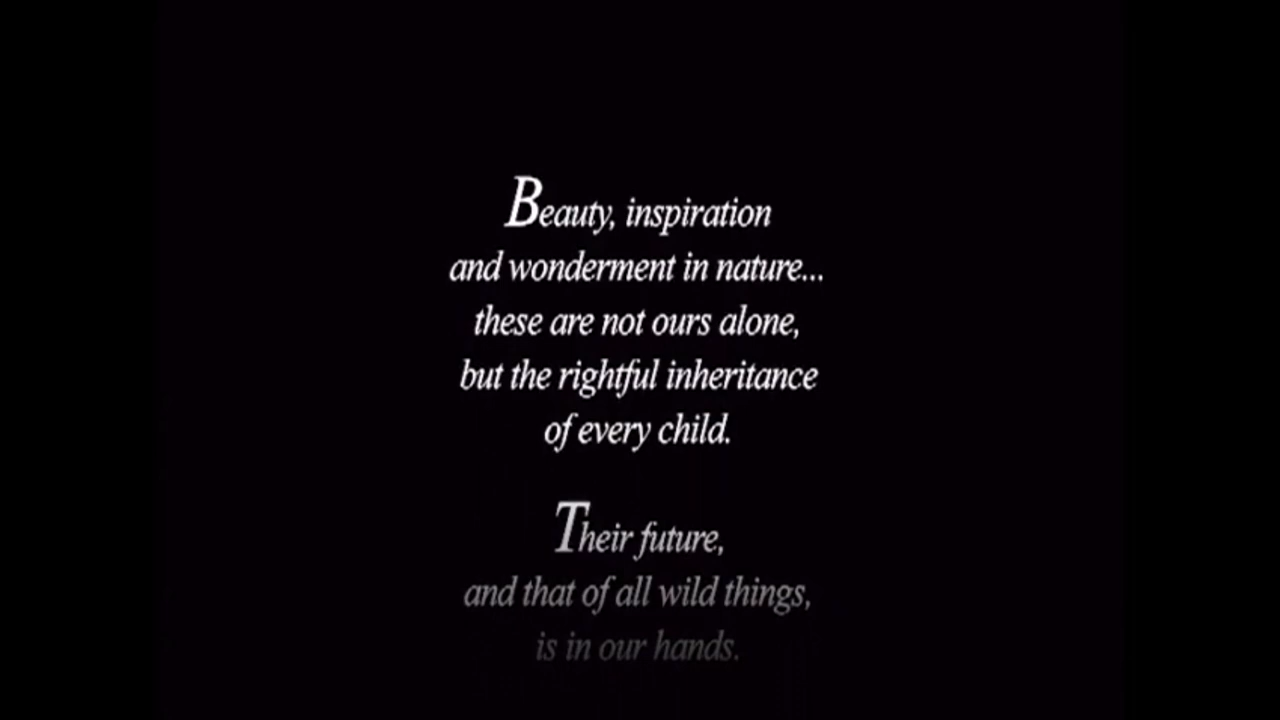 Beauty, inspiration
and wonderment in nature...
these are not ours alone,
but the rightful inheritance
of every child.
Their future,
and that of all wild things,
is in our hands.